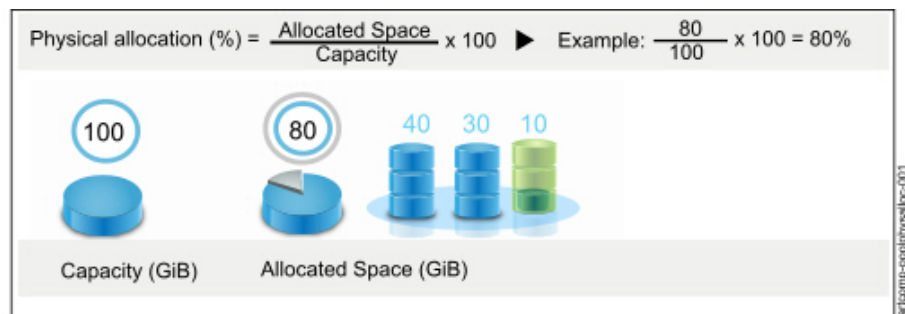 Physical allocation (%) = Allocated Space / Capacity x 100 ▶ Example: 80 / 100 x 100 = 80%
100
80
40 30 10
Capacity (GiB)
Allocated Space (GiB)